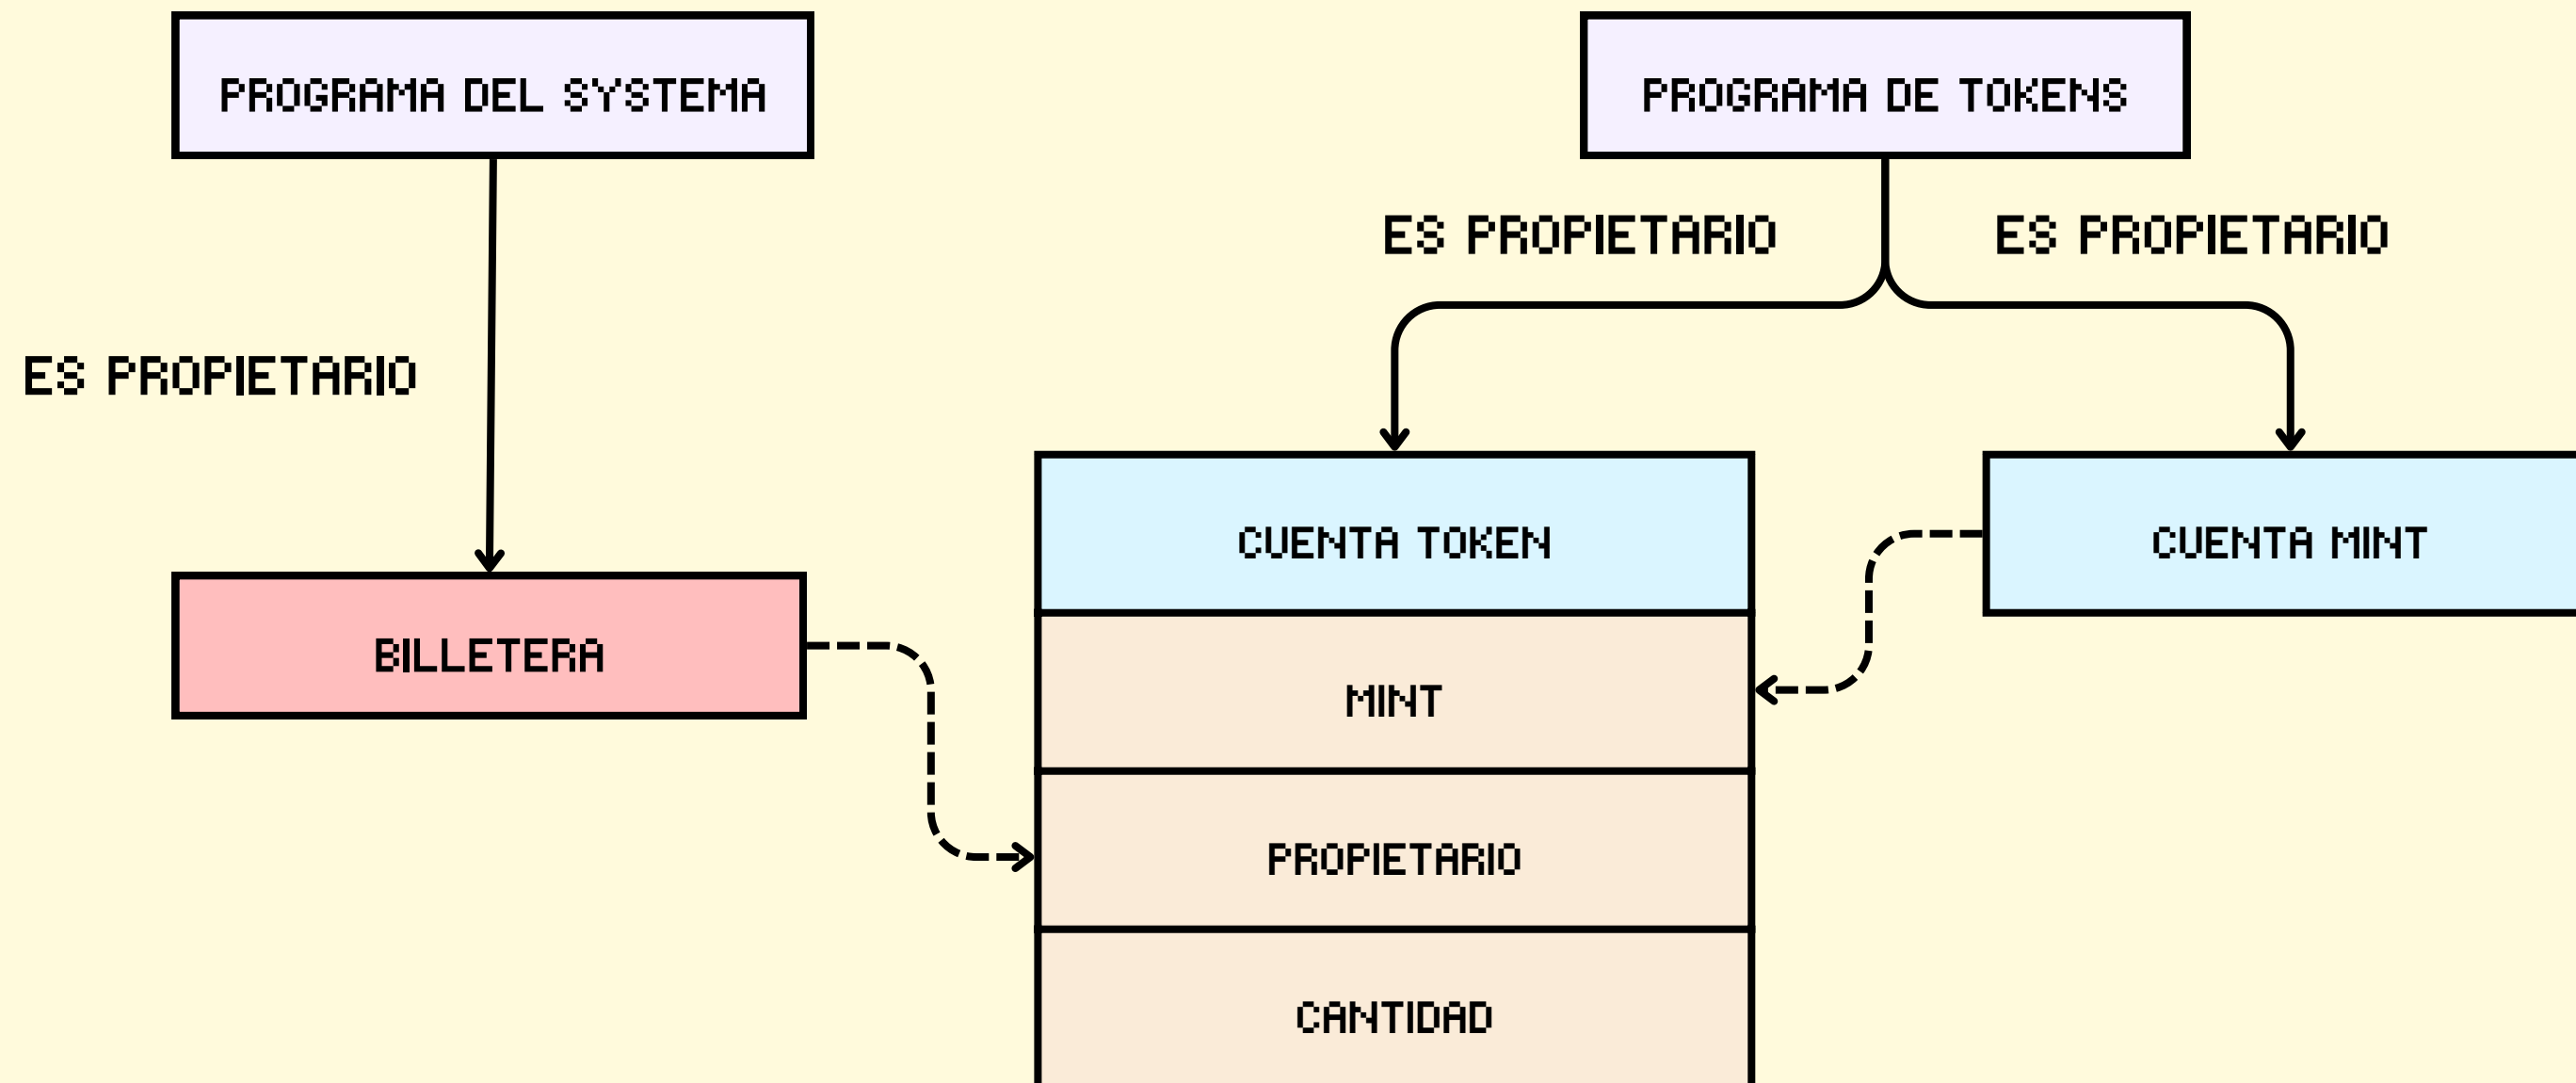 PROGRAMA DEL SYSTEMA
PROGRAMA DE TOKENS
ES PROPIETARIO
ES PROPIETARIO
ES PROPIETARIO
CUENTA TOKEN
CUENTA MINT
BILLETERA
MINT
PROPIETARIO
CANTIDAD